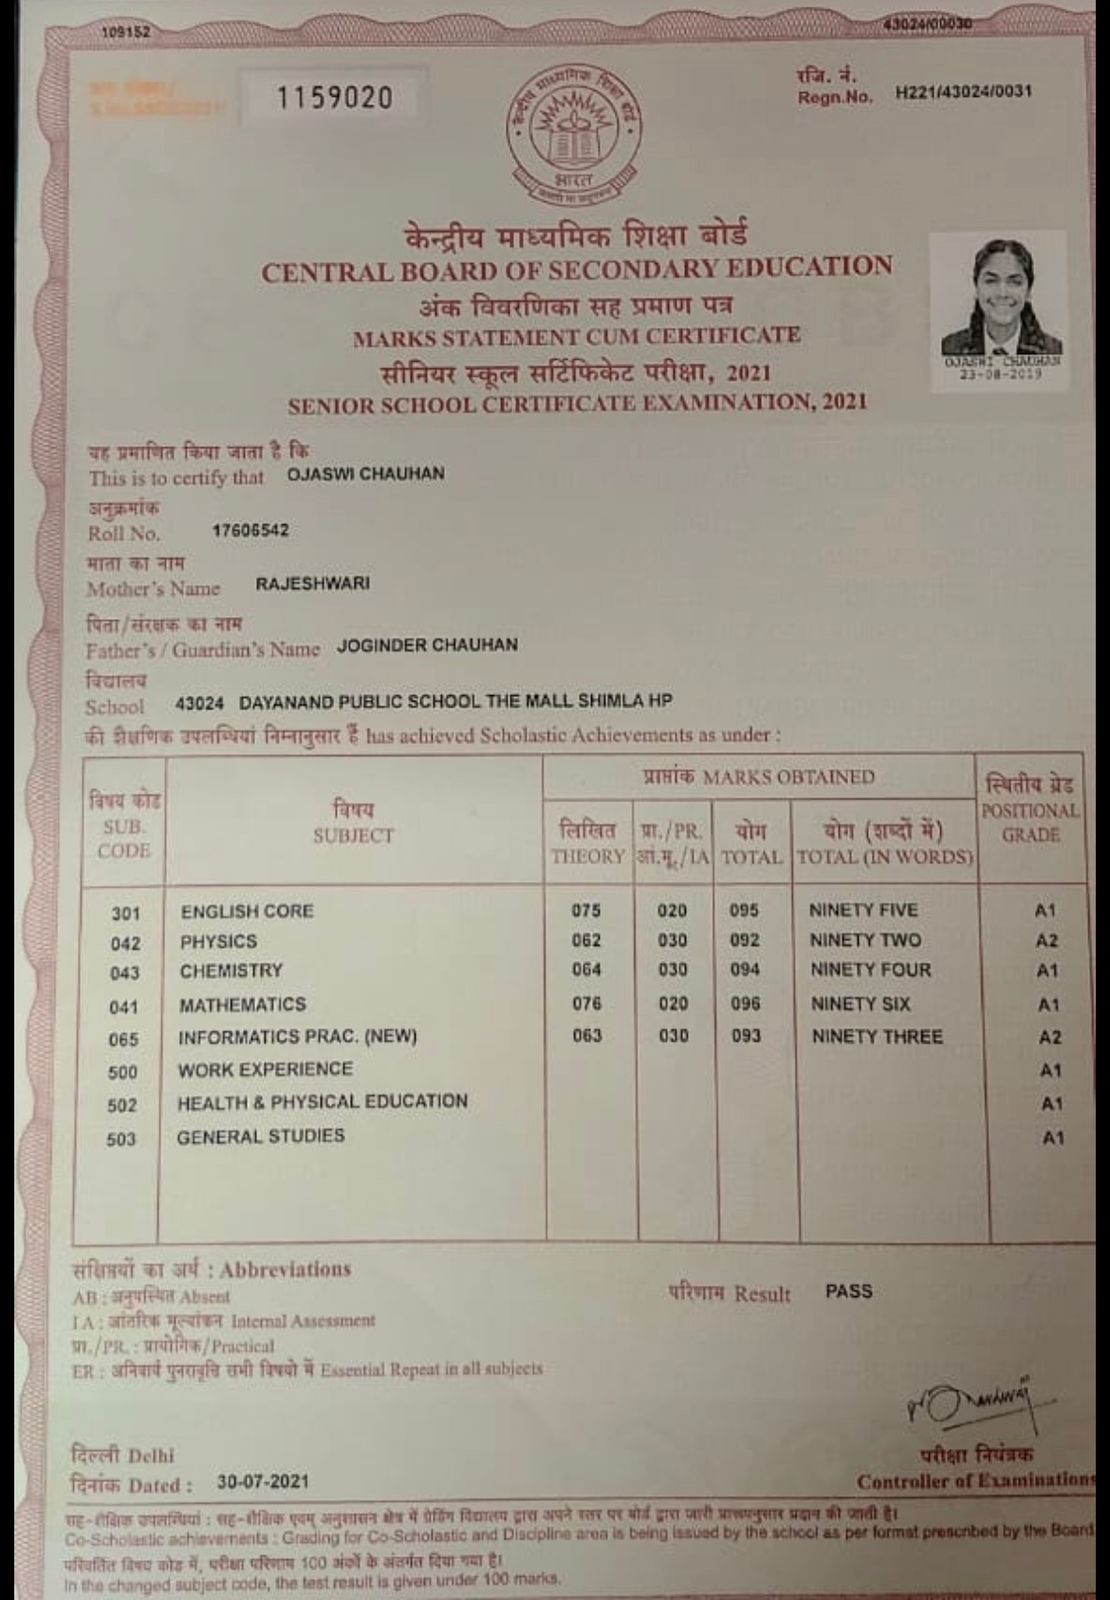 109152
43024/00030
1159020
रजि. नं.
Regn.No. H221/43024/0031
भारत
केन्द्रीय माध्यमिक शिक्षा बोर्ड
CENTRAL BOARD OF SECONDARY EDUCATION
अंक विवरणिका सह प्रमाण पत्र
MARKS STATEMENT CUM CERTIFICATE
सीनियर स्कूल सर्टिफिकेट परीक्षा, 2021
SENIOR SCHOOL CERTIFICATE EXAMINATION, 2021
OJASWI CHAUHAN
23-08-2019
यह प्रमाणित किया जाता है कि
This is to certify that OJASWI CHAUHAN
अनुक्रमांक
Roll No. 17606542
माता का नाम
Mother's Name RAJESHWARI
पिता/संरक्षक का नाम
Father's / Guardian's Name JOGINDER CHAUHAN
विद्यालय
School 43024 DAYANAND PUBLIC SCHOOL THE MALL SHIMLA HP
की शैक्षणिक उपलब्धियां निम्नानुसार हैं has achieved Scholastic Achievements as under :
विषय कोड SUB. CODE
विषय SUBJECT
प्राप्तांक MARKS OBTAINED
लिखित THEORY
प्रा./PR. आं.मू./IA
योग TOTAL
योग (शब्दों में) TOTAL (IN WORDS)
स्थितीय ग्रेड POSITIONAL GRADE
301 ENGLISH CORE 075 020 095 NINETY FIVE A1
042 PHYSICS 062 030 092 NINETY TWO A2
043 CHEMISTRY 064 030 094 NINETY FOUR A1
041 MATHEMATICS 076 020 096 NINETY SIX A1
065 INFORMATICS PRAC. (NEW) 063 030 093 NINETY THREE A2
500 WORK EXPERIENCE A1
502 HEALTH & PHYSICAL EDUCATION A1
503 GENERAL STUDIES A1
संक्षिप्तियों का अर्थ : Abbreviations
AB : अनुपस्थित Absent
परिणाम Result PASS
IA : आंतरिक मूल्यांकन Internal Assessment
प्रा./PR. : प्रायोगिक/Practical
ER : अनिवार्य पुनरावृत्ति सभी विषयों में Essential Repeat in all subjects
दिल्ली Delhi
दिनांक Dated : 30-07-2021
परीक्षा नियंत्रक
Controller of Examinations
सह-शैक्षिक उपलब्धियां : सह-शैक्षिक एवम् अनुशासन क्षेत्र में ग्रेडिंग विद्यालय द्वारा अपने स्तर पर बोर्ड द्वारा जारी प्रारूपनुसार प्रदान की जाती है।
Co-Scholastic achievements : Grading for Co-Scholastic and Discipline area is being issued by the school as per format prescribed by the Board
परिवर्तित विषय कोड में, परीक्षा परिणाम 100 अंकों के अंतर्गत दिया गया है।
In the changed subject code, the test result is given under 100 marks.